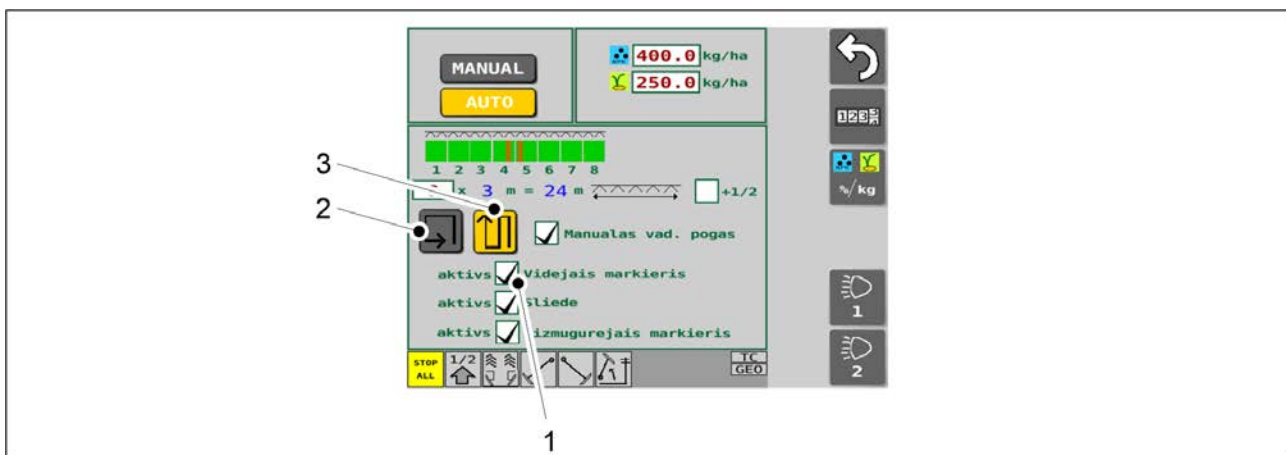 MANUAL
AUTO
400.0 kg/ha
250.0 kg/ha
123
%/kg
1 2 3 4 5 6 7 8
x 3 m = 24 m +1/2
Manualas vad. pogas
aktivs Videjais markieris
aktivs Sliede
aktivs izmugurejais markieris
STOP
ALL
1/2
TC
GEO
1
2
3
2
1